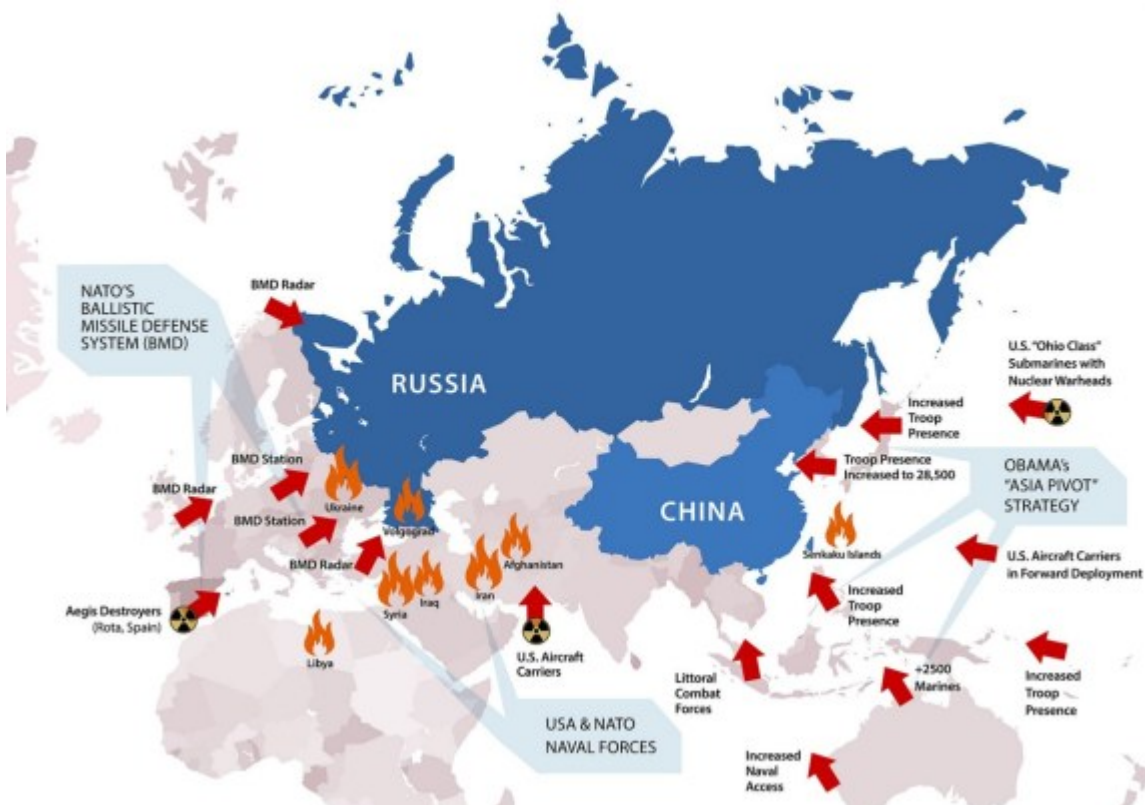 NATO'S
BALLISTIC
MISSILE DEFENSE
SYSTEM (BMD)
BMD Radar
RUSSIA
U.S. "Ohio Class"
Submarines with
Nuclear Warheads
Increased
Troop
Presence
BMD Station
Troop Presence
Increased to 28,500
OBAMA's
"ASIA PIVOT"
STRATEGY
BMD Radar
Ukraine
CHINA
BMD Station
Volgograd
Senkaku Islands
U.S. Aircraft Carriers
in Forward Deployment
BMD Radar
Afghanistan
Iran
Syria
Iraq
Increased
Troop
Presence
Aegis Destroyers
(Rota, Spain)
Libya
U.S. Aircraft
Carriers
Littoral
Combat
Forces
+2500
Marines
Increased
Troop
Presence
USA & NATO
NAVAL FORCES
Increased
Naval
Access